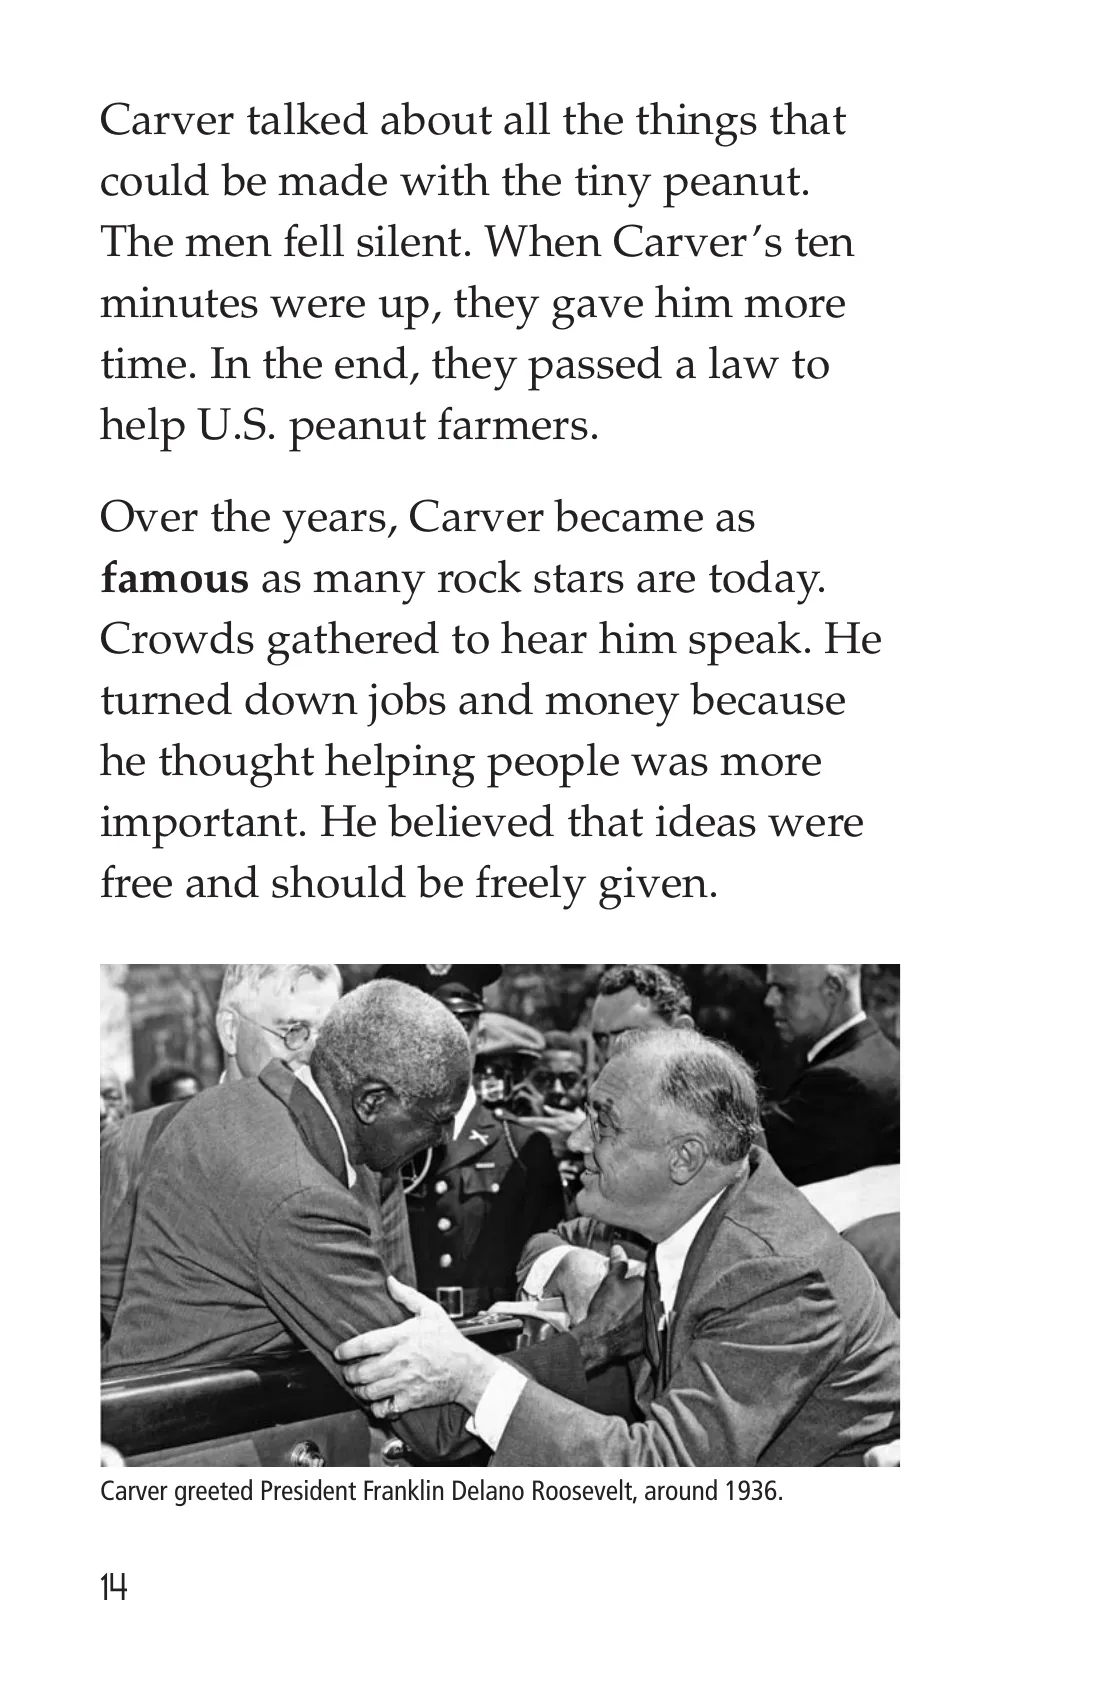 Carver talked about all the things that
could be made with the tiny peanut.
The men fell silent. When Carver’s ten
minutes were up, they gave him more
time. In the end, they passed a law to
help U.S. peanut farmers.
Over the years, Carver became as
famous as many rock stars are today.
Crowds gathered to hear him speak. He
turned down jobs and money because
he thought helping people was more
important. He believed that ideas were
free and should be freely given.
Carver greeted President Franklin Delano Roosevelt, around 1936.
14